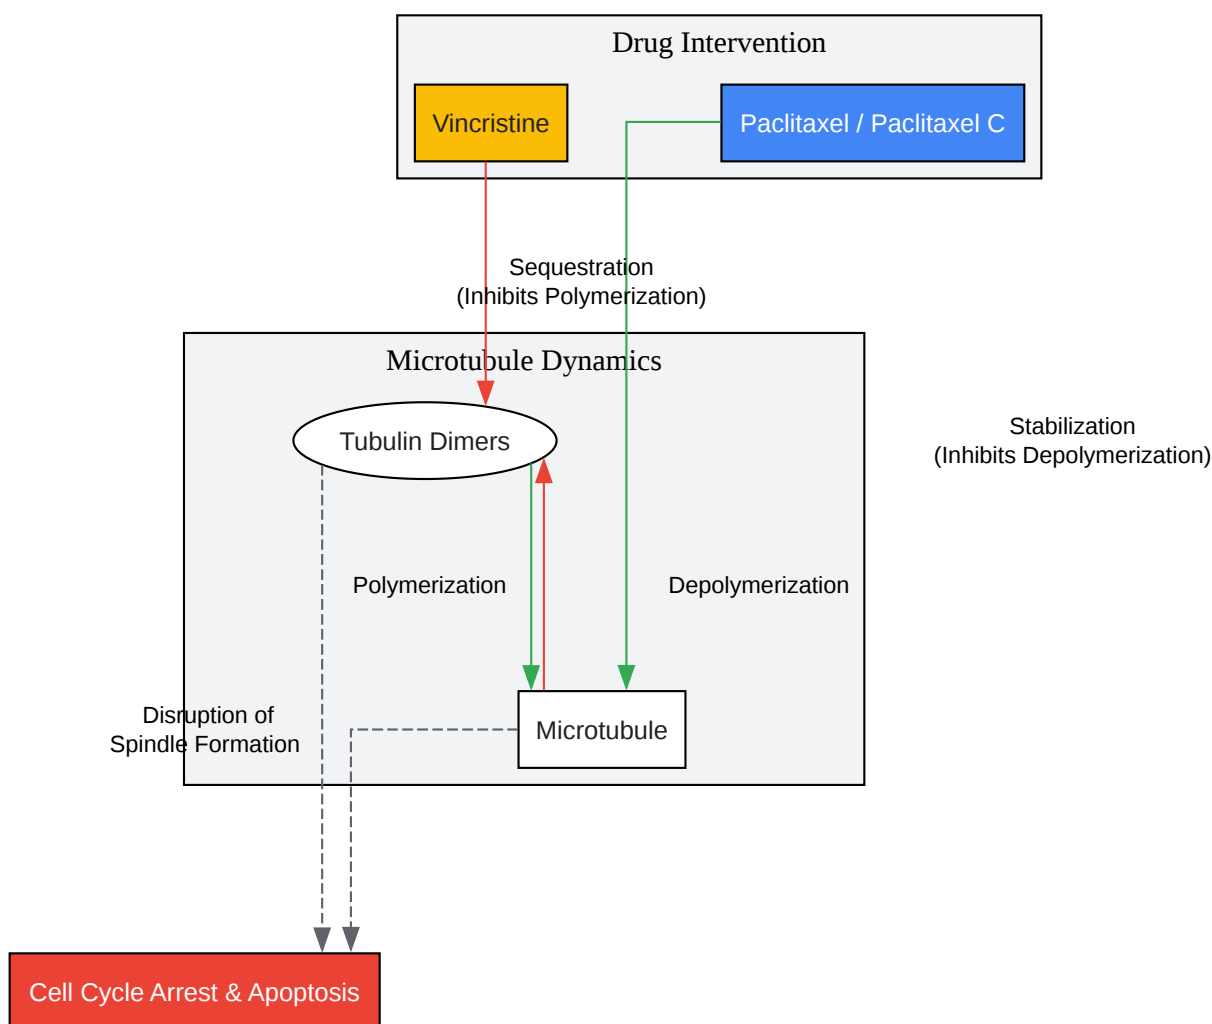 Drug Intervention
Vincristine
Paclitaxel / Paclitaxel C
Sequestration
(Inhibits Polymerization)
Microtubule Dynamics
Tubulin Dimers
Stabilization
(Inhibits Depolymerization)
Polymerization
Depolymerization
Disruption of
Spindle Formation
Microtubule
Cell Cycle Arrest & Apoptosis